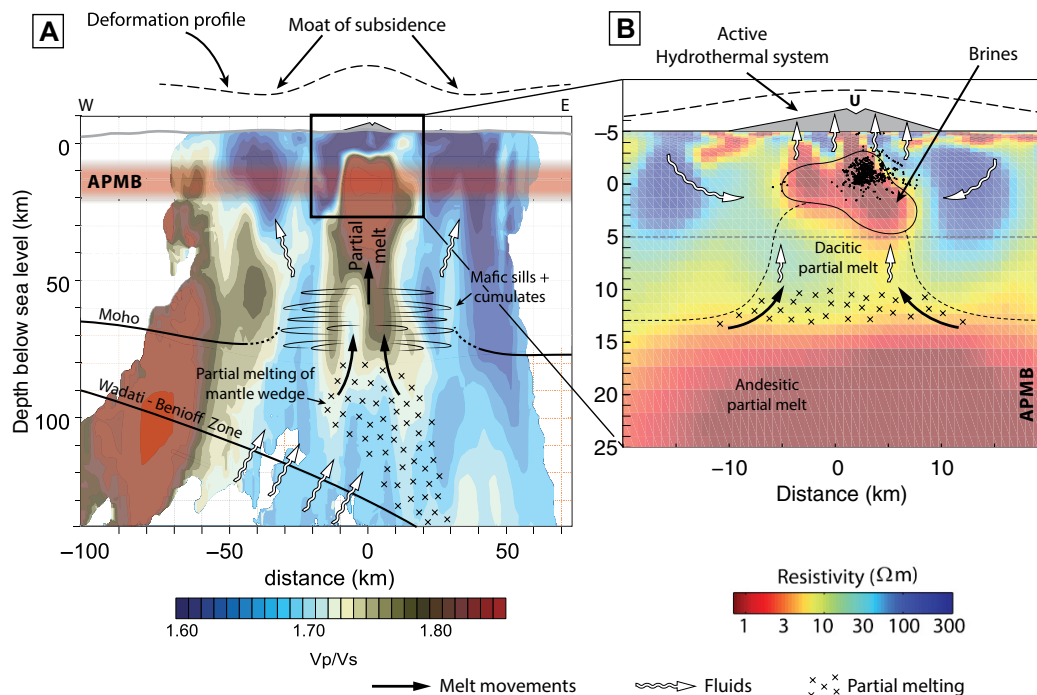 A
Deformation profile
Moat of subsidence
W
E
0
50
100
Depth below sea level (km)
APMB
Partial
melt
Mafic sills +
cumulates
Moho
Partial melting of
mantle wedge
Wadati - Benioff Zone
−100
−50
0
50
distance (km)
1.60
1.70
1.80
Vp/Vs
B
Active
Hydrothermal system
Brines
U
−5
0
5
10
15
20
25
Dacitic
partial melt
Andesitic
partial melt
APMB
−10
0
10
Distance (km)
Resistivity (Ωm)
1
3
10
30
100
300
Melt movements
Fluids
Partial melting